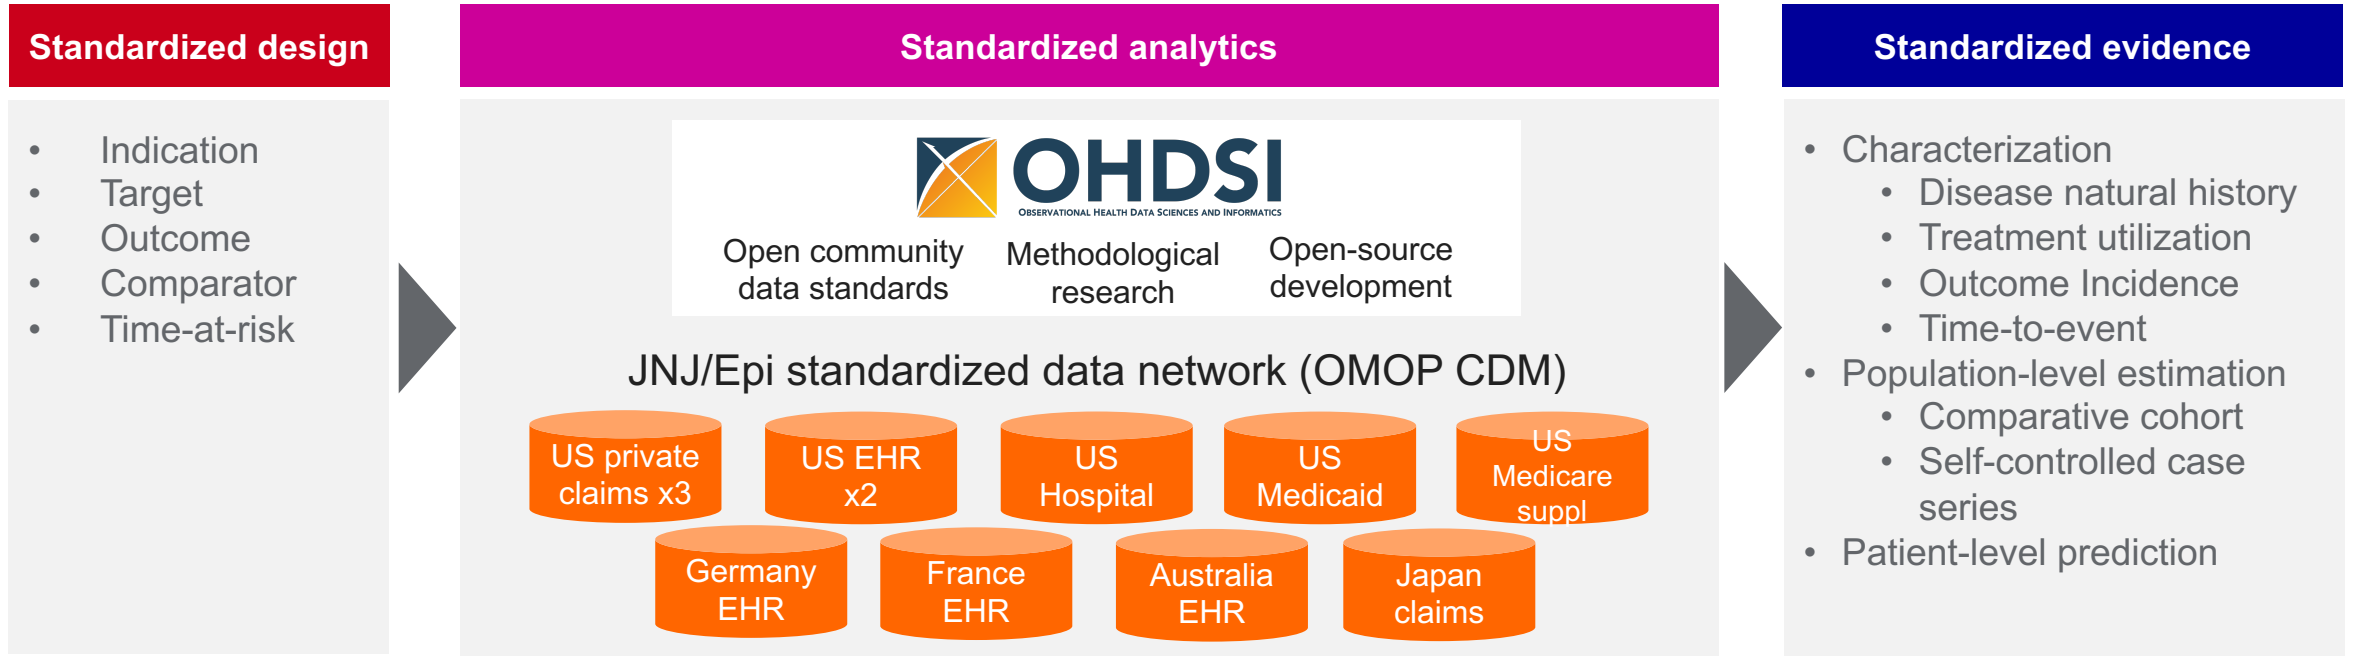 Standardized design
• Indication
• Target
• Outcome
• Comparator
• Time-at-risk
Standardized analytics
OHDSI
OBSERVATIONAL HEALTH DATA SCIENCES AND INFORMATICS
Open community
data standards
Methodological
research
Open-source
development
JNJ/Epi standardized data network (OMOP CDM)
US private
claims x3
US EHR
x2
US
Hospital
US
Medicaid
US
Medicare
suppl
Germany
EHR
France
EHR
Australia
EHR
Japan
claims
Standardized evidence
• Characterization
• Disease natural history
• Treatment utilization
• Outcome Incidence
• Time-to-event
• Population-level estimation
• Comparative cohort
• Self-controlled case
series
• Patient-level prediction